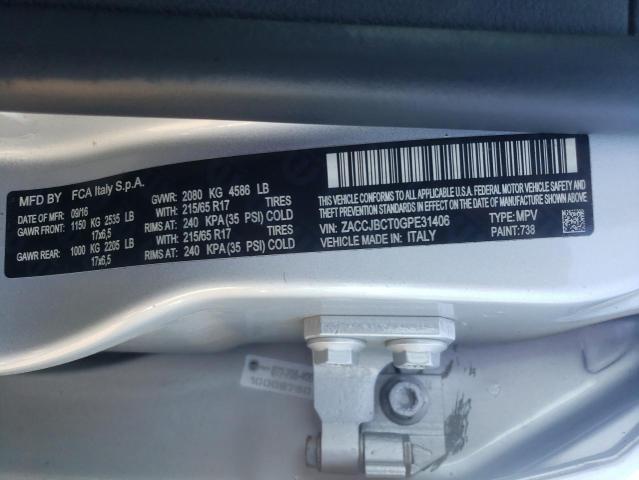 MFD BY FCA Italy S.p.A.
DATE OF MFR: 09/16 GVWR: 2080 KG 4586 LB
GAWR FRONT: 1150 KG 2535 LB WITH 215/65 R17 TIRES
17x6,5 RIMS AT: 240 KPA(35 PSI) COLD
GAWR REAR: 1000 KG 2205 LB WITH 215/65 R17 TIRES
17x6,5 RIMS AT: 240 KPA(35 PSI) COLD
THIS VEHICLE CONFORMS TO ALL APPLICABLE U.S.A. FEDERAL MOTOR VEHICLE SAFETY
BUMPER, AND THEFT PREVENTION STANDARDS IN EFFECT ON THE DATE OF MANUFACTURE SHOWN ABOVE
VIN: ZACCJBCT0GPE31406 TYPE: MPV
VEHICLE MADE IN: ITALY PAINT:738